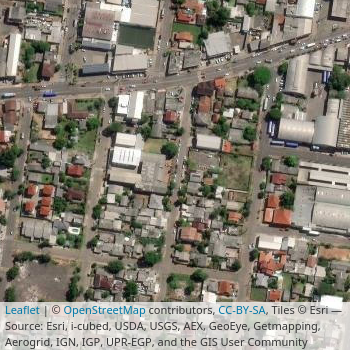 Leaflet | © OpenStreetMap contributors, CC-BY-SA, Tiles © Esri —
Source: Esri, i-cubed, USDA, USGS, AEX, GeoEye, Getmapping,
Aerogrid, IGN, IGP, UPR-EGP, and the GIS User Community